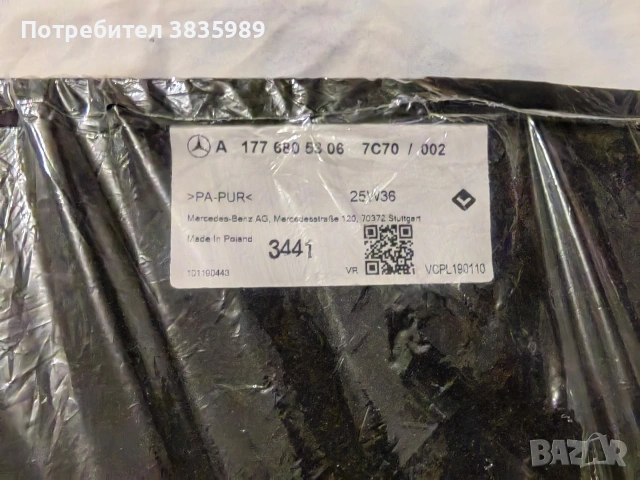 Потребител 3835989
A 177 680 53 06 7C70 / 002
>PA-PUR< 25W36
Mercedes-Benz AG, Mercedesstraße 120, 70372 Stuttgart
Made In Poland
3441
101190443 VR VCPL190110
BAZAR